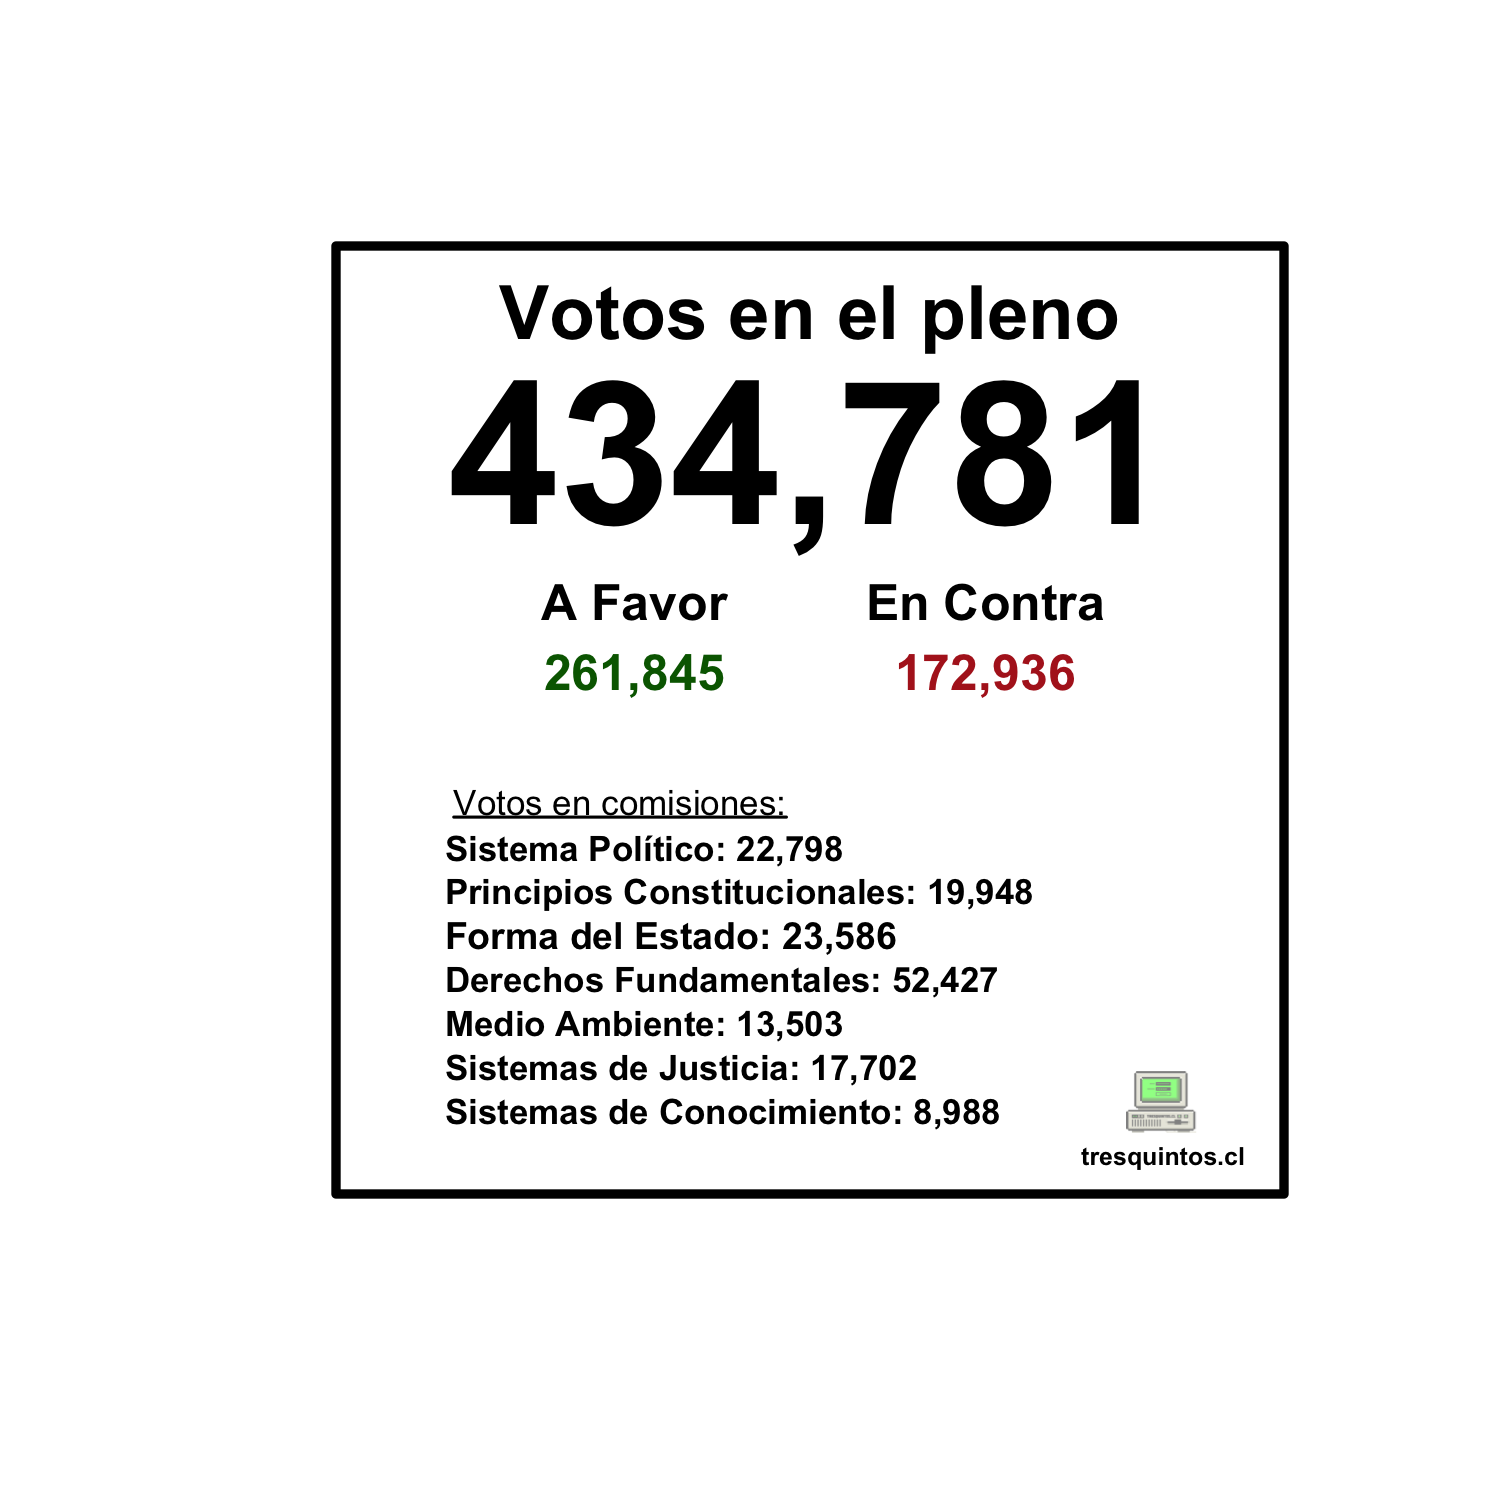 Votos en el pleno
434,781
A Favor En Contra
261,845 172,936
Votos en comisiones:
Sistema Político: 22,798
Principios Constitucionales: 19,948
Forma del Estado: 23,586
Derechos Fundamentales: 52,427
Medio Ambiente: 13,503
Sistemas de Justicia: 17,702
Sistemas de Conocimiento: 8,988
tresquintos.cl